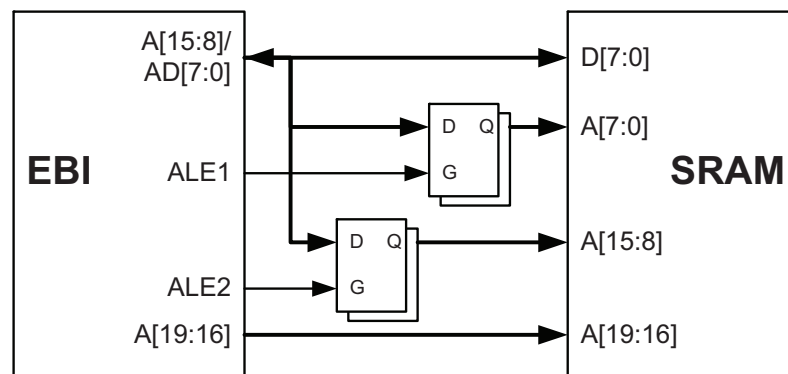 A[15:8]/
AD[7:0]
D[7:0]
D Q
A[7:0]
EBI
ALE1
G
SRAM
D Q
A[15:8]
ALE2
G
A[19:16]
A[19:16]